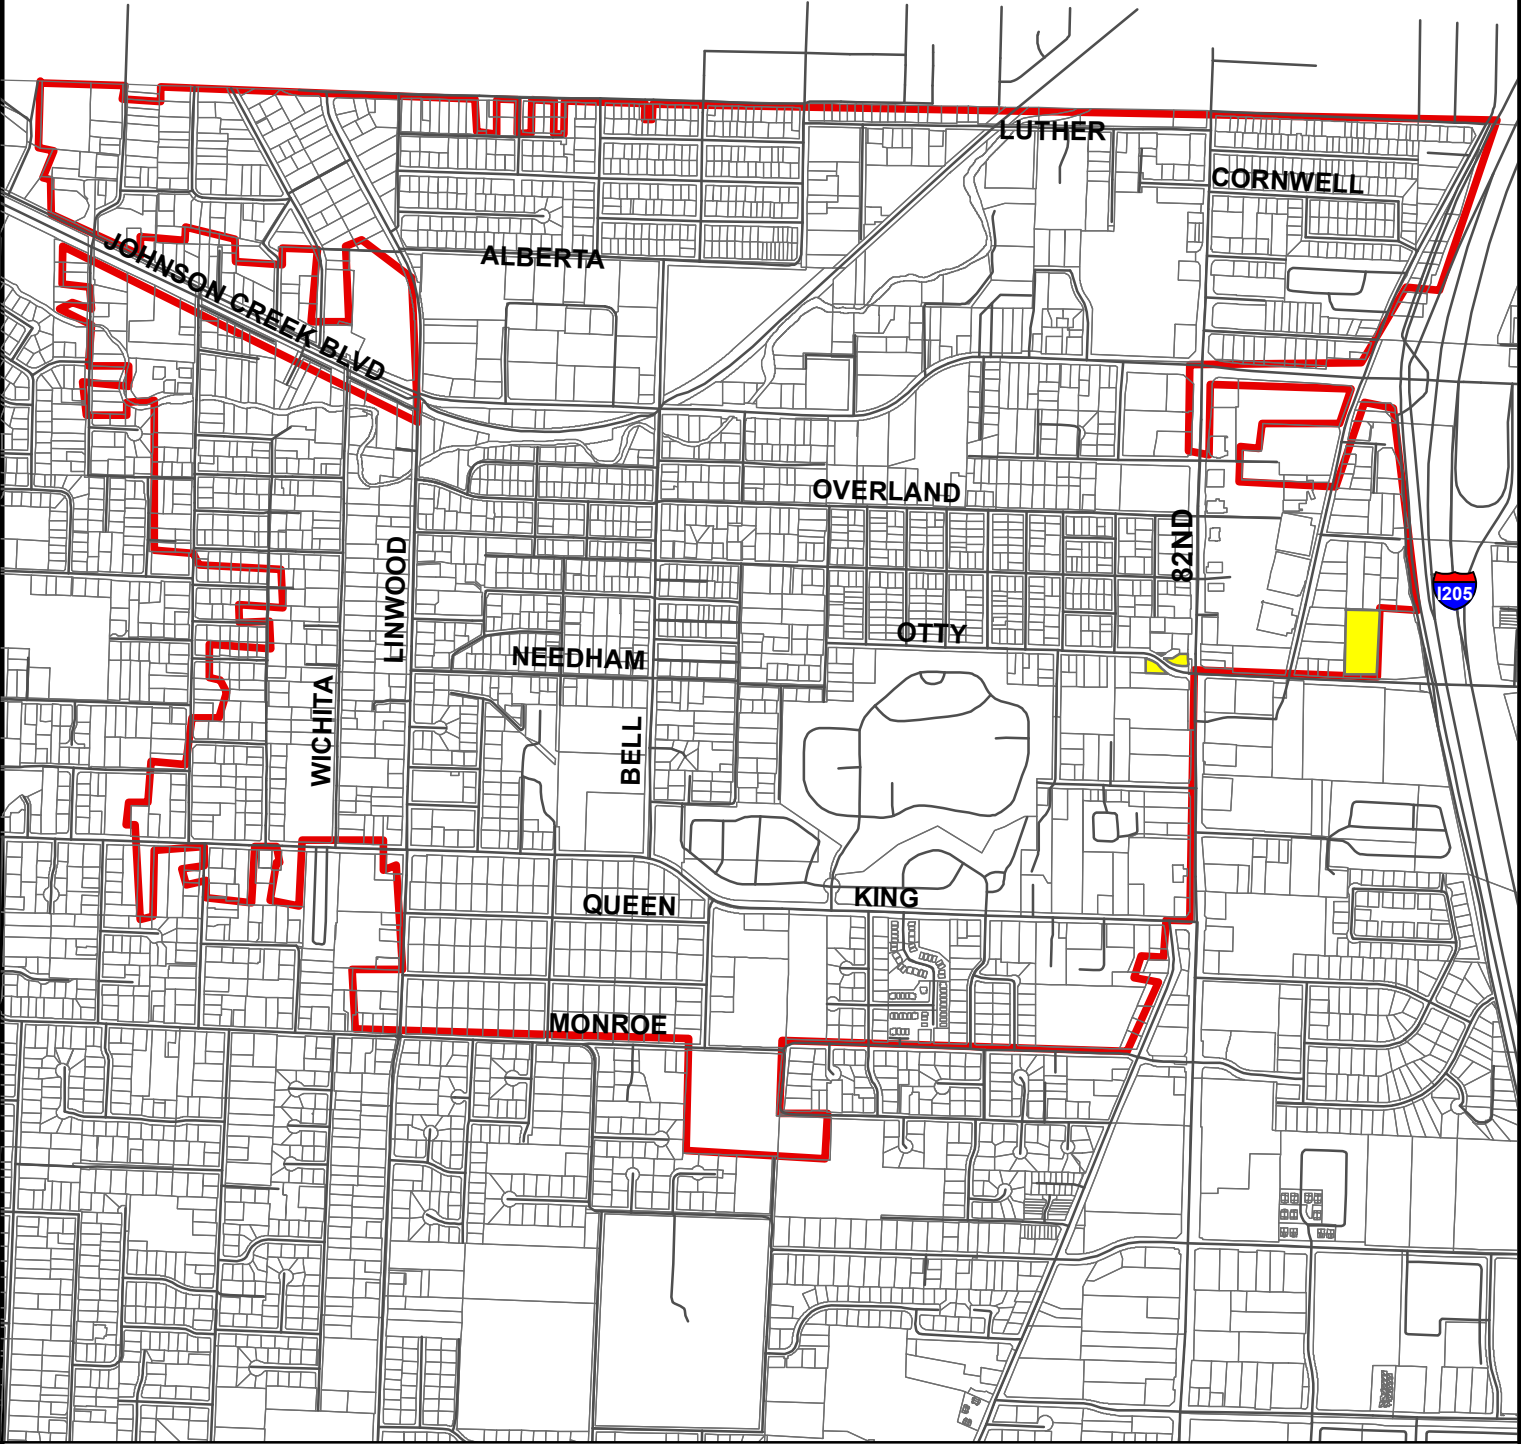 LUTHER
CORNWELL
ALBERTA
JOHNSON CREEK BLVD
OVERLAND
82ND
LINWOOD
I205
OTTY
NEEDHAM
WICHITA
BELL
KING
QUEEN
MONROE